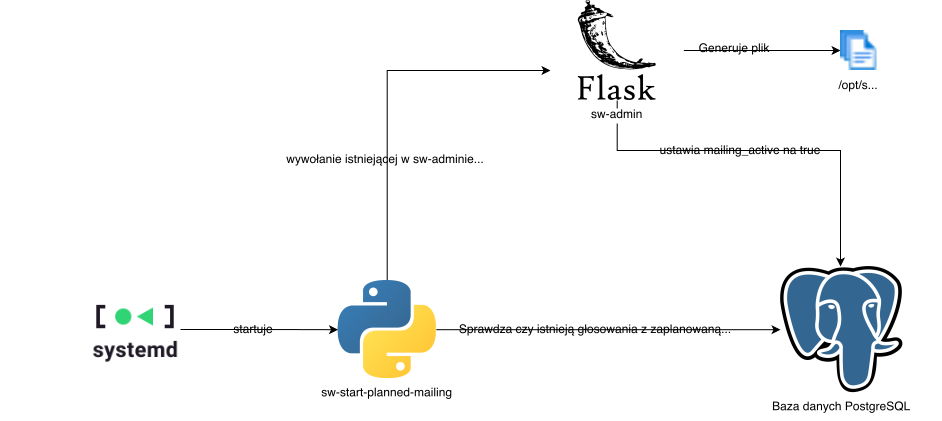 Generuje plik
Flask
/opt/s...
sw-admin
ustawia mailing_active na true
wywołanie istniejącej w sw-adminie...
[ ]
systemd
startuje
Sprawdza czy istnieją głosowania z zaplanowaną...
sw-start-planned-mailing
Baza danych PostgreSQL